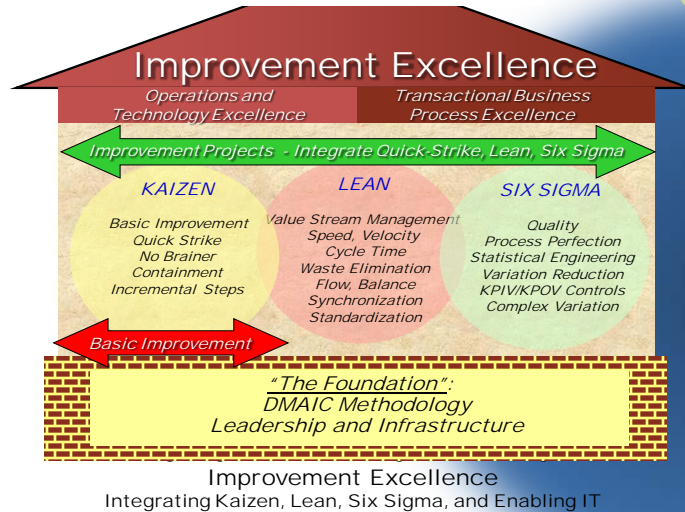 Improvement Excellence
Operations and
Technology Excellence
Transactional Business
Process Excellence
Improvement Projects - Integrate Quick-Strike, Lean, Six Sigma
KAIZEN
Basic Improvement
Quick Strike
No Brainer
Containment
Incremental Steps
LEAN
Value Stream Management
Speed, Velocity
Cycle Time
Waste Elimination
Flow, Balance
Synchronization
Standardization
SIX SIGMA
Quality
Process Perfection
Statistical Engineering
Variation Reduction
KPIV/KPOV Controls
Complex Variation
Basic Improvement
“The Foundation”:
DMAIC Methodology
Leadership and Infrastructure
Improvement Excellence
Integrating Kaizen, Lean, Six Sigma, and Enabling IT